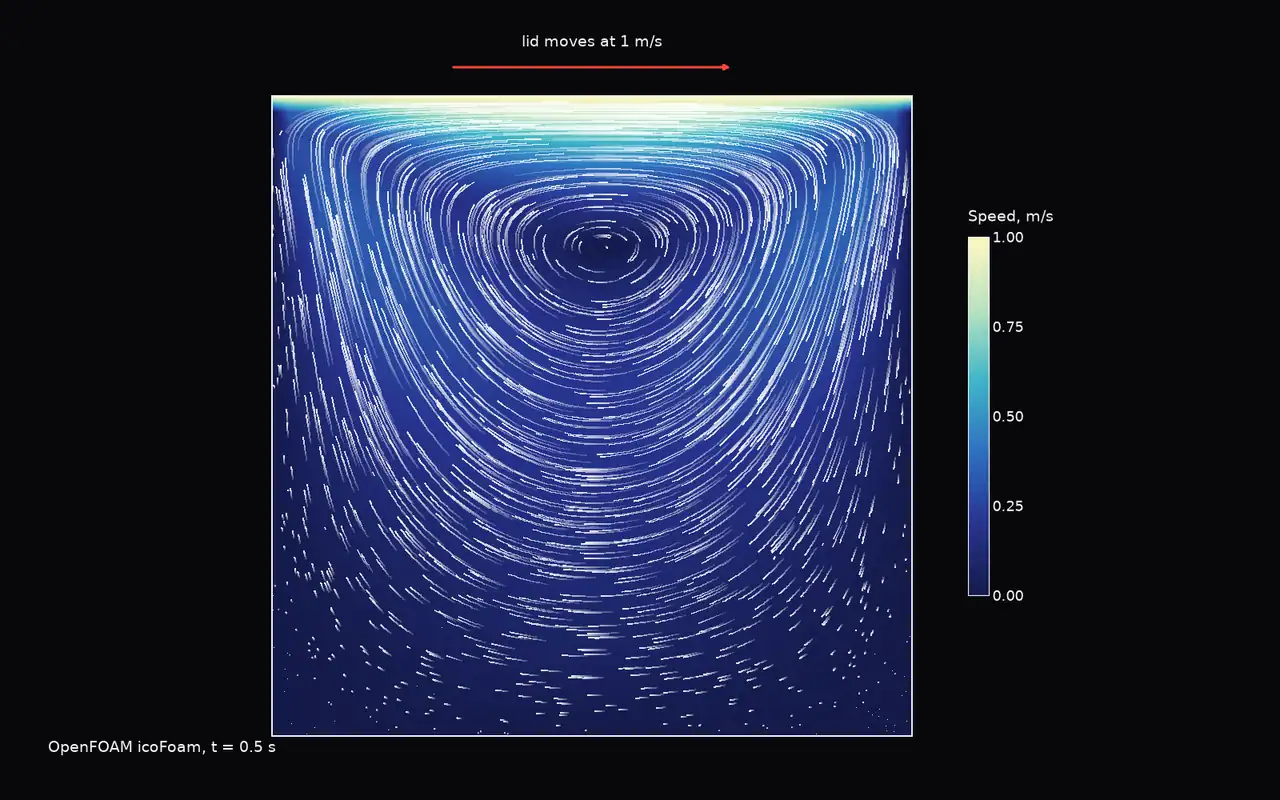 lid moves at 1 m/s
Speed, m/s
1.00
0.75
0.50
0.25
0.00
OpenFOAM icoFoam, t = 0.5 s